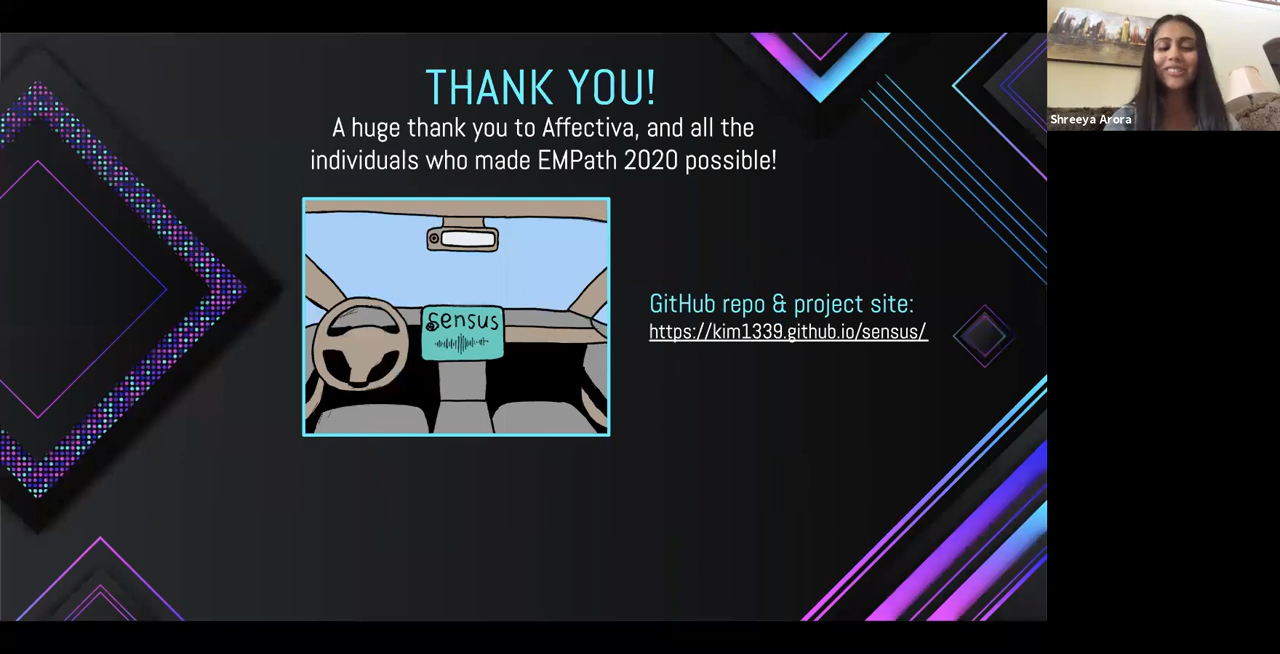 THANK YOU!
A huge thank you to Affectiva, and all the
individuals who made EMPath 2020 possible!
sensus
GitHub repo & project site:
https://kim1339.github.io/sensus/
Shreeya Arora